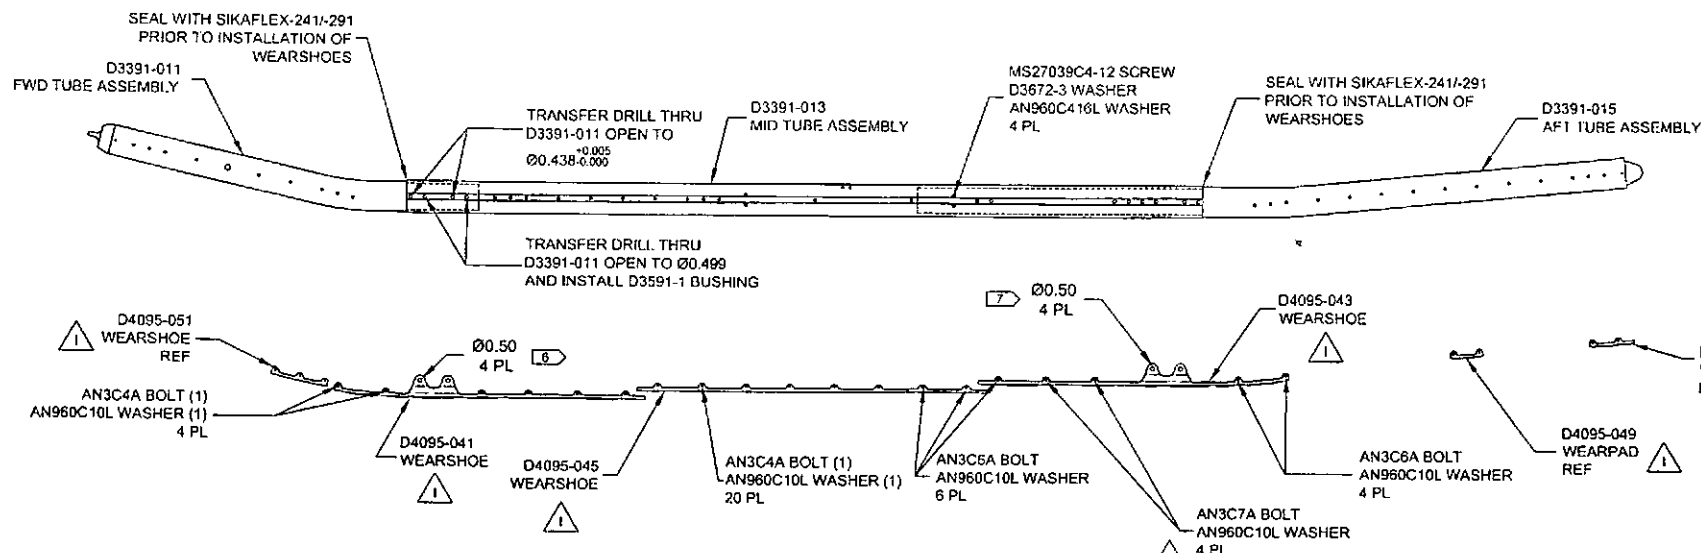 SEAL WITH SIKAFLEX-241/-291
PRIOR TO INSTALLATION OF
WEARSHOES
D3391-011
FWD TUBE ASSEMBLY
TRANSFER DRILL THRU
D3391-011 OPEN TO
Ø0.438 +0.005 -0.000
D3391-013
MID TUBE ASSEMBLY
MS27039C4-12 SCREW
D3672-3 WASHER
AN960C416L WASHER
4 PL
SEAL WITH SIKAFLEX-241/-291
PRIOR TO INSTALLATION OF
WEARSHOES
D3391-015
AFT TUBE ASSEMBLY
TRANSFER DRILL THRU
D3391-011 OPEN TO Ø0.499
AND INSTALL D3591-1 BUSHING
D4095-051
WEARSHOE
REF
1
Ø0.50
4 PL
6
7
Ø0.50
4 PL
D4095-043
WEARSHOE
1
AN3C4A BOLT (1)
AN960C10L WASHER (1)
4 PL
D4095-041
WEARSHOE
1
D4095-045
WEARSHOE
1
AN3C4A BOLT (1)
AN960C10L WASHER (1)
20 PL
AN3C6A BOLT
AN960C10L WASHER
6 PL
AN3C7A BOLT
AN960C10L WASHER
4 PL
AN3C6A BOLT
AN960C10L WASHER
4 PL
D4095-049
WEARPAD
REF
1